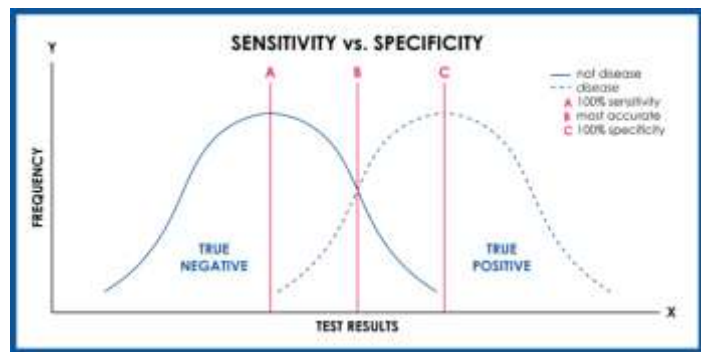 SENSITIVITY vs. SPECIFICITY
Y
A
B
C
not disease
disease
A 100% sensitivity
B most accurate
C 100% specificity
FREQUENCY
TRUE
NEGATIVE
TRUE
POSITIVE
X
TEST RESULTS